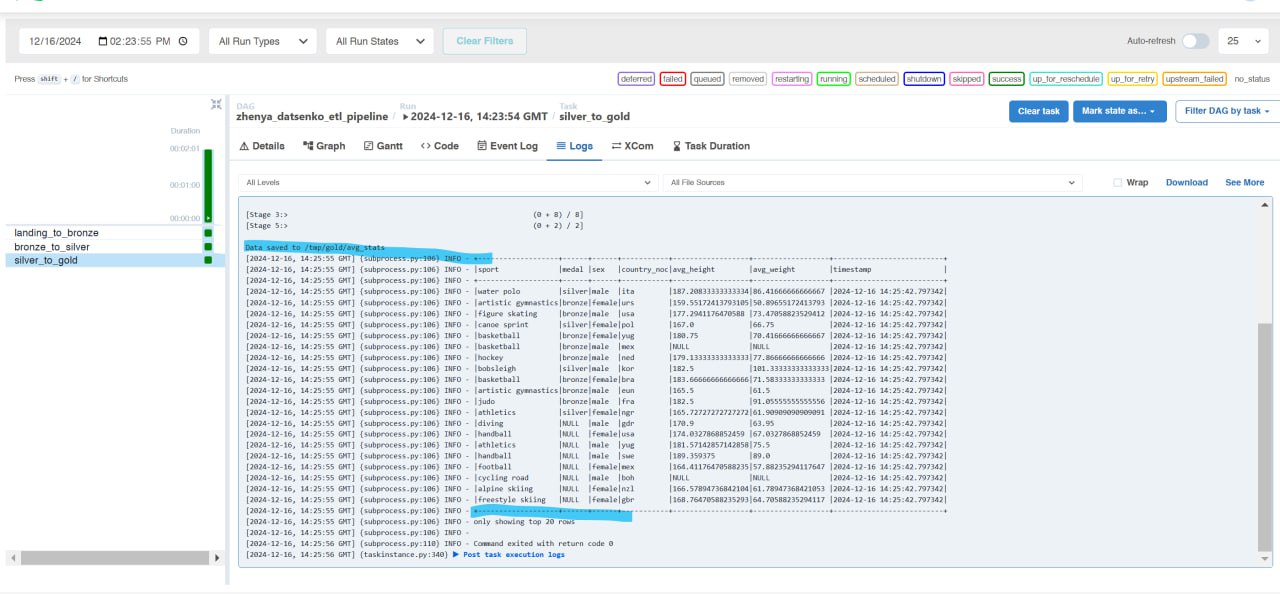 12/16/2024 02:23:55 PM All Run Types All Run States Clear Filters Auto-refresh 25
Press shift + / for Shortcuts deferred failed queued removed restarting running scheduled shutdown skipped success up_for_reschedule up_for_retry upstream_failed no_status
Duration
00:02:01
00:01:00
00:00:00
landing_to_bronze
bronze_to_silver
silver_to_gold
DAG Run Task
zhenya_datsenko_etl_pipeline / 2024-12-16, 14:23:54 GMT / silver_to_gold
Clear task Mark state as... Filter DAG by task
Details Graph Gantt Code Event Log Logs XCom Task Duration
All Levels All File Sources Wrap Download See More
[Stage 3:> (0 + 8) / 8]
[Stage 5:> (0 + 2) / 2]
Data saved to /tmp/gold/avg_stats
[2024-12-16, 14:25:55 GMT] {subprocess.py:106} INFO - +-------------------+------+------+-----------+------------------+------------------+--------------------------+
[2024-12-16, 14:25:55 GMT] {subprocess.py:106} INFO - |sport |medal |sex |country_noc|avg_height |avg_weight |timestamp |
[2024-12-16, 14:25:55 GMT] {subprocess.py:106} INFO - +-------------------+------+------+-----------+------------------+------------------+--------------------------+
[2024-12-16, 14:25:55 GMT] {subprocess.py:106} INFO - |water polo |silver|male |ita |187.2083333333334|86.41666666666667 |2024-12-16 14:25:42.797342|
[2024-12-16, 14:25:55 GMT] {subprocess.py:106} INFO - |artistic gymnastics|bronze|female|urs |159.55172413793105|50.89655172413793 |2024-12-16 14:25:42.797342|
[2024-12-16, 14:25:55 GMT] {subprocess.py:106} INFO - |figure skating |bronze|male |usa |177.2941176470588 |73.47058823529412 |2024-12-16 14:25:42.797342|
[2024-12-16, 14:25:55 GMT] {subprocess.py:106} INFO - |canoe sprint |silver|female|pol |167.0 |66.75 |2024-12-16 14:25:42.797342|
[2024-12-16, 14:25:55 GMT] {subprocess.py:106} INFO - |basketball |bronze|female|yug |180.75 |70.41666666666667 |2024-12-16 14:25:42.797342|
[2024-12-16, 14:25:55 GMT] {subprocess.py:106} INFO - |basketball |bronze|male |mex |NULL |NULL |2024-12-16 14:25:42.797342|
[2024-12-16, 14:25:55 GMT] {subprocess.py:106} INFO - |hockey |bronze|male |ned |179.13333333333333|77.86666666666666 |2024-12-16 14:25:42.797342|
[2024-12-16, 14:25:55 GMT] {subprocess.py:106} INFO - |bobsleigh |silver|male |kor |182.5 |101.33333333333333|2024-12-16 14:25:42.797342|
[2024-12-16, 14:25:55 GMT] {subprocess.py:106} INFO - |basketball |bronze|female|bra |183.66666666666666|71.58333333333333 |2024-12-16 14:25:42.797342|
[2024-12-16, 14:25:55 GMT] {subprocess.py:106} INFO - |artistic gymnastics|bronze|male |eun |165.5 |61.5 |2024-12-16 14:25:42.797342|
[2024-12-16, 14:25:55 GMT] {subprocess.py:106} INFO - |judo |bronze|male |fra |182.5 |91.05555555555556 |2024-12-16 14:25:42.797342|
[2024-12-16, 14:25:55 GMT] {subprocess.py:106} INFO - |athletics |silver|female|ngr |165.72727272727272|61.90909090909091 |2024-12-16 14:25:42.797342|
[2024-12-16, 14:25:55 GMT] {subprocess.py:106} INFO - |diving |NULL |male |gdr |170.9 |63.95 |2024-12-16 14:25:42.797342|
[2024-12-16, 14:25:55 GMT] {subprocess.py:106} INFO - |handball |NULL |female|usa |174.0327868852459 |67.0327868852459 |2024-12-16 14:25:42.797342|
[2024-12-16, 14:25:55 GMT] {subprocess.py:106} INFO - |athletics |NULL |male |yug |181.57142857142858|75.5 |2024-12-16 14:25:42.797342|
[2024-12-16, 14:25:55 GMT] {subprocess.py:106} INFO - |handball |NULL |male |swe |189.359375 |89.0 |2024-12-16 14:25:42.797342|
[2024-12-16, 14:25:55 GMT] {subprocess.py:106} INFO - |football |NULL |female|mex |164.41176470588235|57.88235294117647 |2024-12-16 14:25:42.797342|
[2024-12-16, 14:25:55 GMT] {subprocess.py:106} INFO - |cycling road |NULL |male |boh |NULL |NULL |2024-12-16 14:25:42.797342|
[2024-12-16, 14:25:55 GMT] {subprocess.py:106} INFO - |alpine skiing |NULL |female|nzl |166.57894736842104|61.78947368421053 |2024-12-16 14:25:42.797342|
[2024-12-16, 14:25:55 GMT] {subprocess.py:106} INFO - |freestyle skiing |NULL |female|gbr |168.76470588235293|64.70588235294117 |2024-12-16 14:25:42.797342|
[2024-12-16, 14:25:55 GMT] {subprocess.py:106} INFO - +-------------------+------+------+-----------+------------------+------------------+--------------------------+
[2024-12-16, 14:25:55 GMT] {subprocess.py:106} INFO - only showing top 20 rows
[2024-12-16, 14:25:55 GMT] {subprocess.py:106} INFO -
[2024-12-16, 14:25:56 GMT] {subprocess.py:110} INFO - Command exited with return code 0
[2024-12-16, 14:25:56 GMT] {taskinstance.py:340} ▶ Post task execution logs